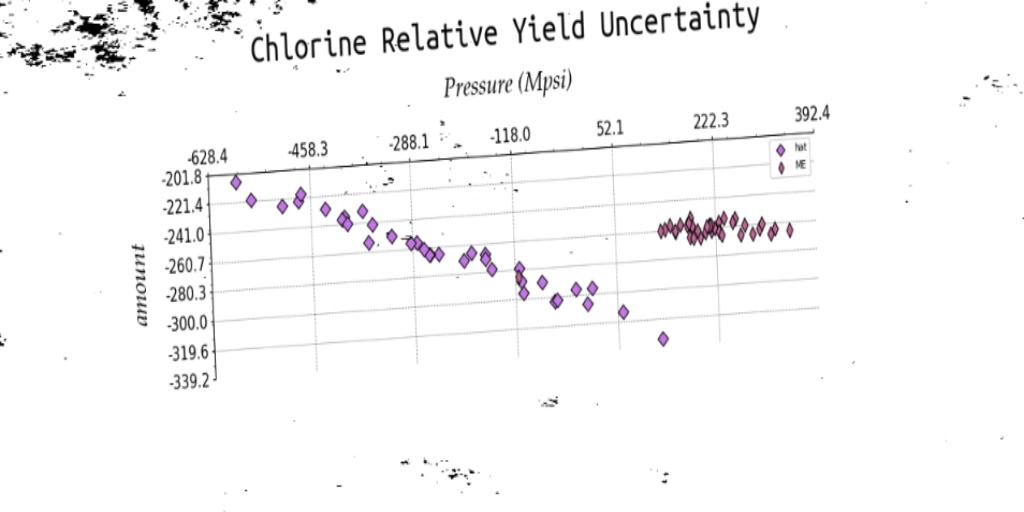 Chlorine Relative Yield Uncertainty
Pressure (Mpsi)
-628.4 -458.3 -288.1 -118.0 52.1 222.3 392.4
hat
ME
amount
-201.8
-221.4
-241.0
-260.7
-280.3
-300.0
-319.6
-339.2